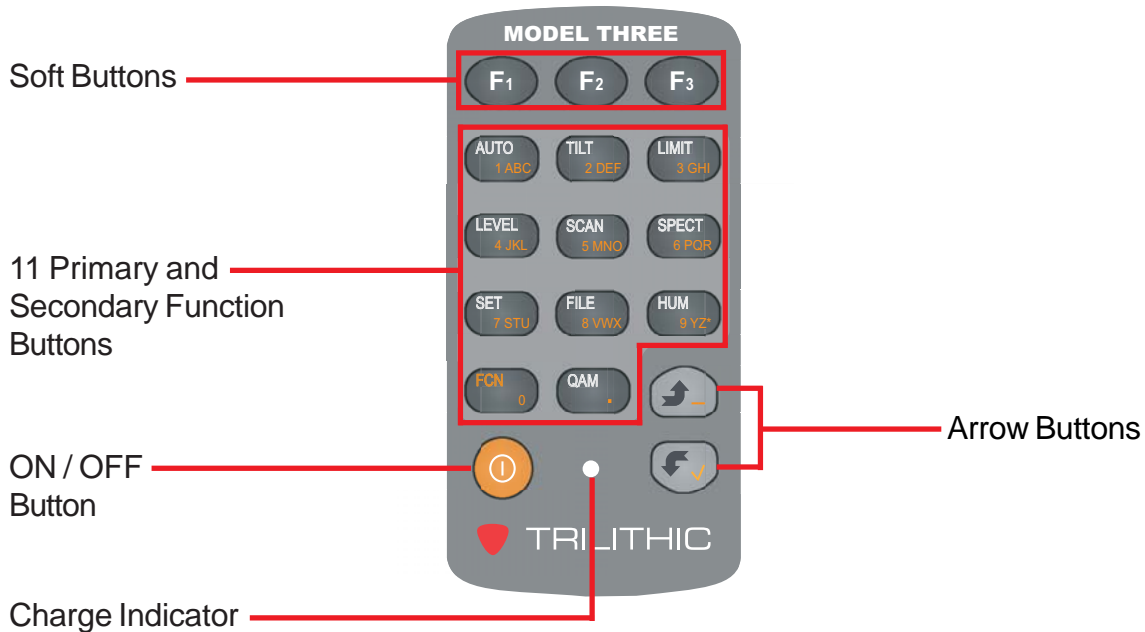 MODEL THREE
Soft Buttons
F1 F2 F3
AUTO TILT LIMIT
1 ABC 2 DEF 3 GHI
LEVEL SCAN SPECT
4 JKL 5 MNO 6 PQR
11 Primary and
Secondary Function
Buttons
SET FILE HUM
7 STU 8 VWX 9 YZ*
FCN QAM
0 .
Arrow Buttons
ON / OFF
Button
TRILITHIC
Charge Indicator